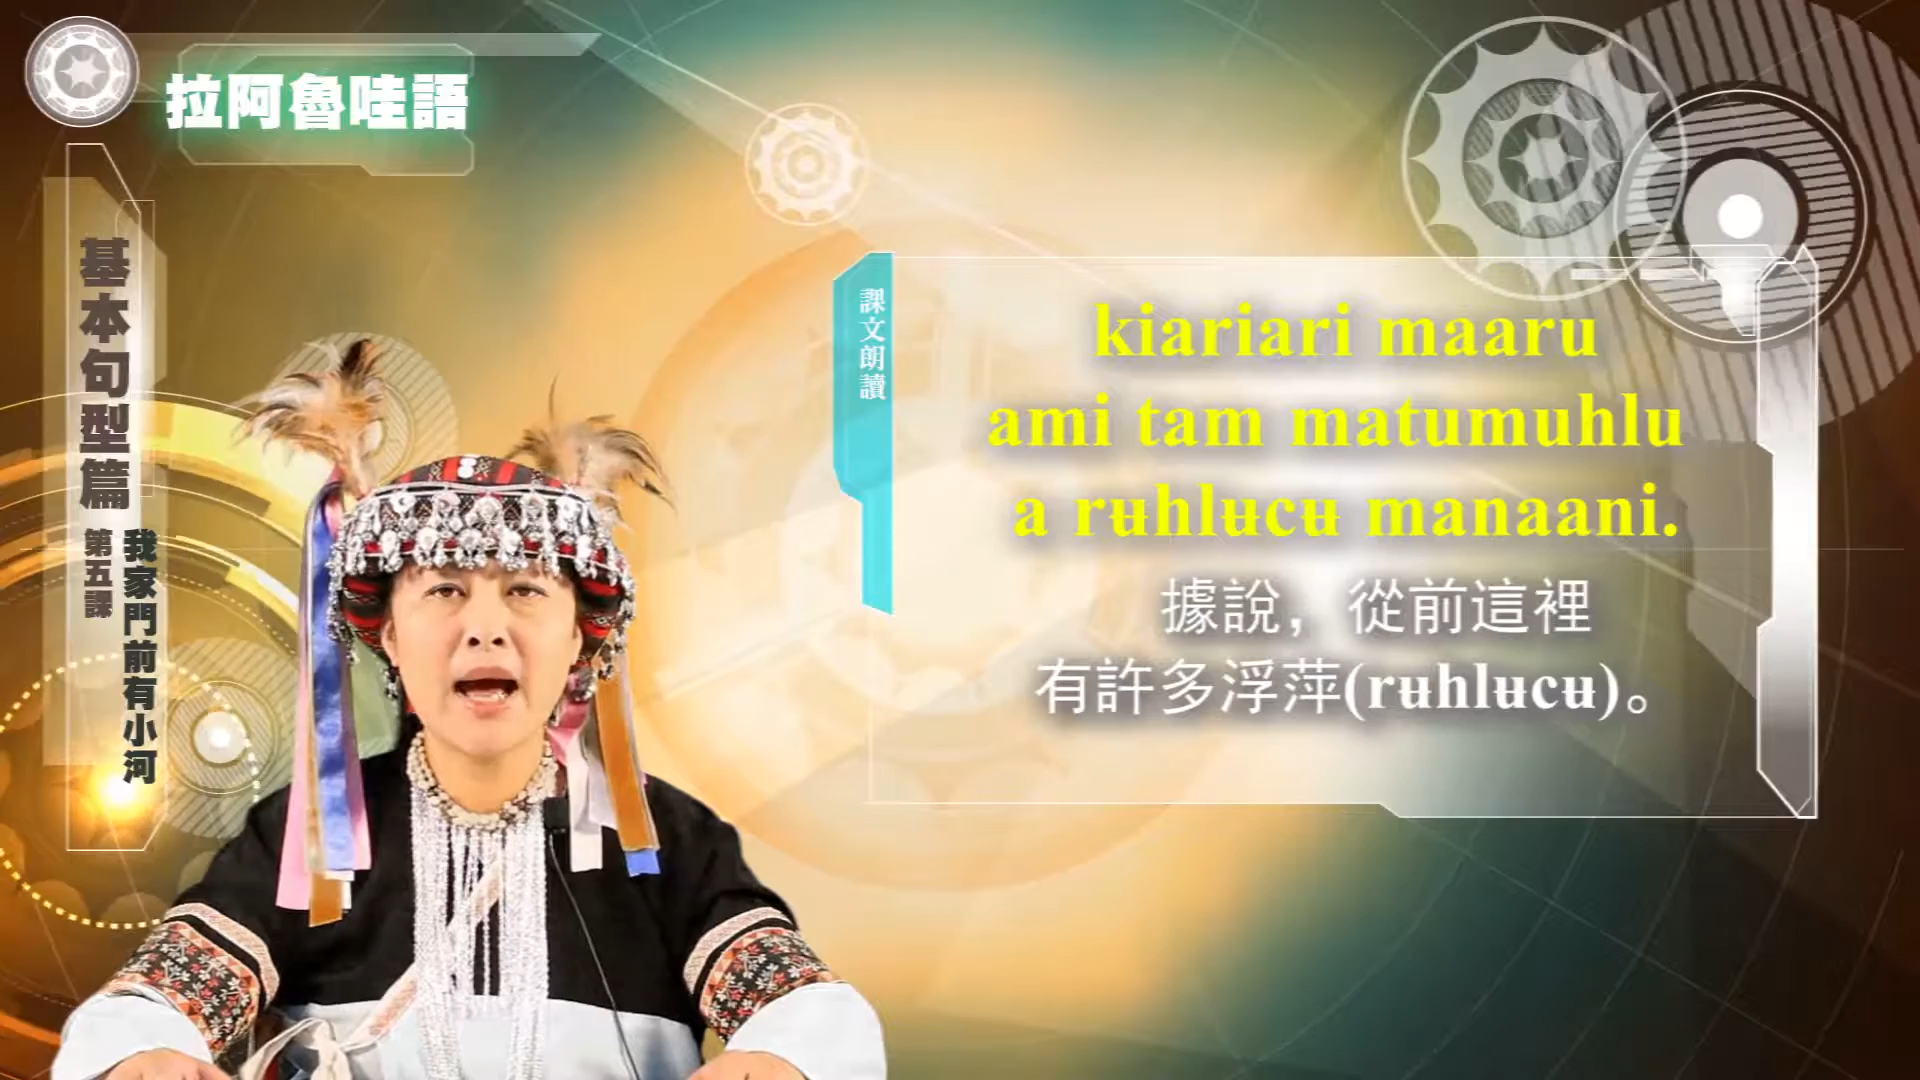 拉阿魯哇語
基本句型篇
第五課
我家門前有小河
課文朗讀
kiariari maaru
ami tam matumuhlu
a rʉhlʉcʉ manaani.
據說，從前這裡
有許多浮萍(rʉhlʉcʉ)。